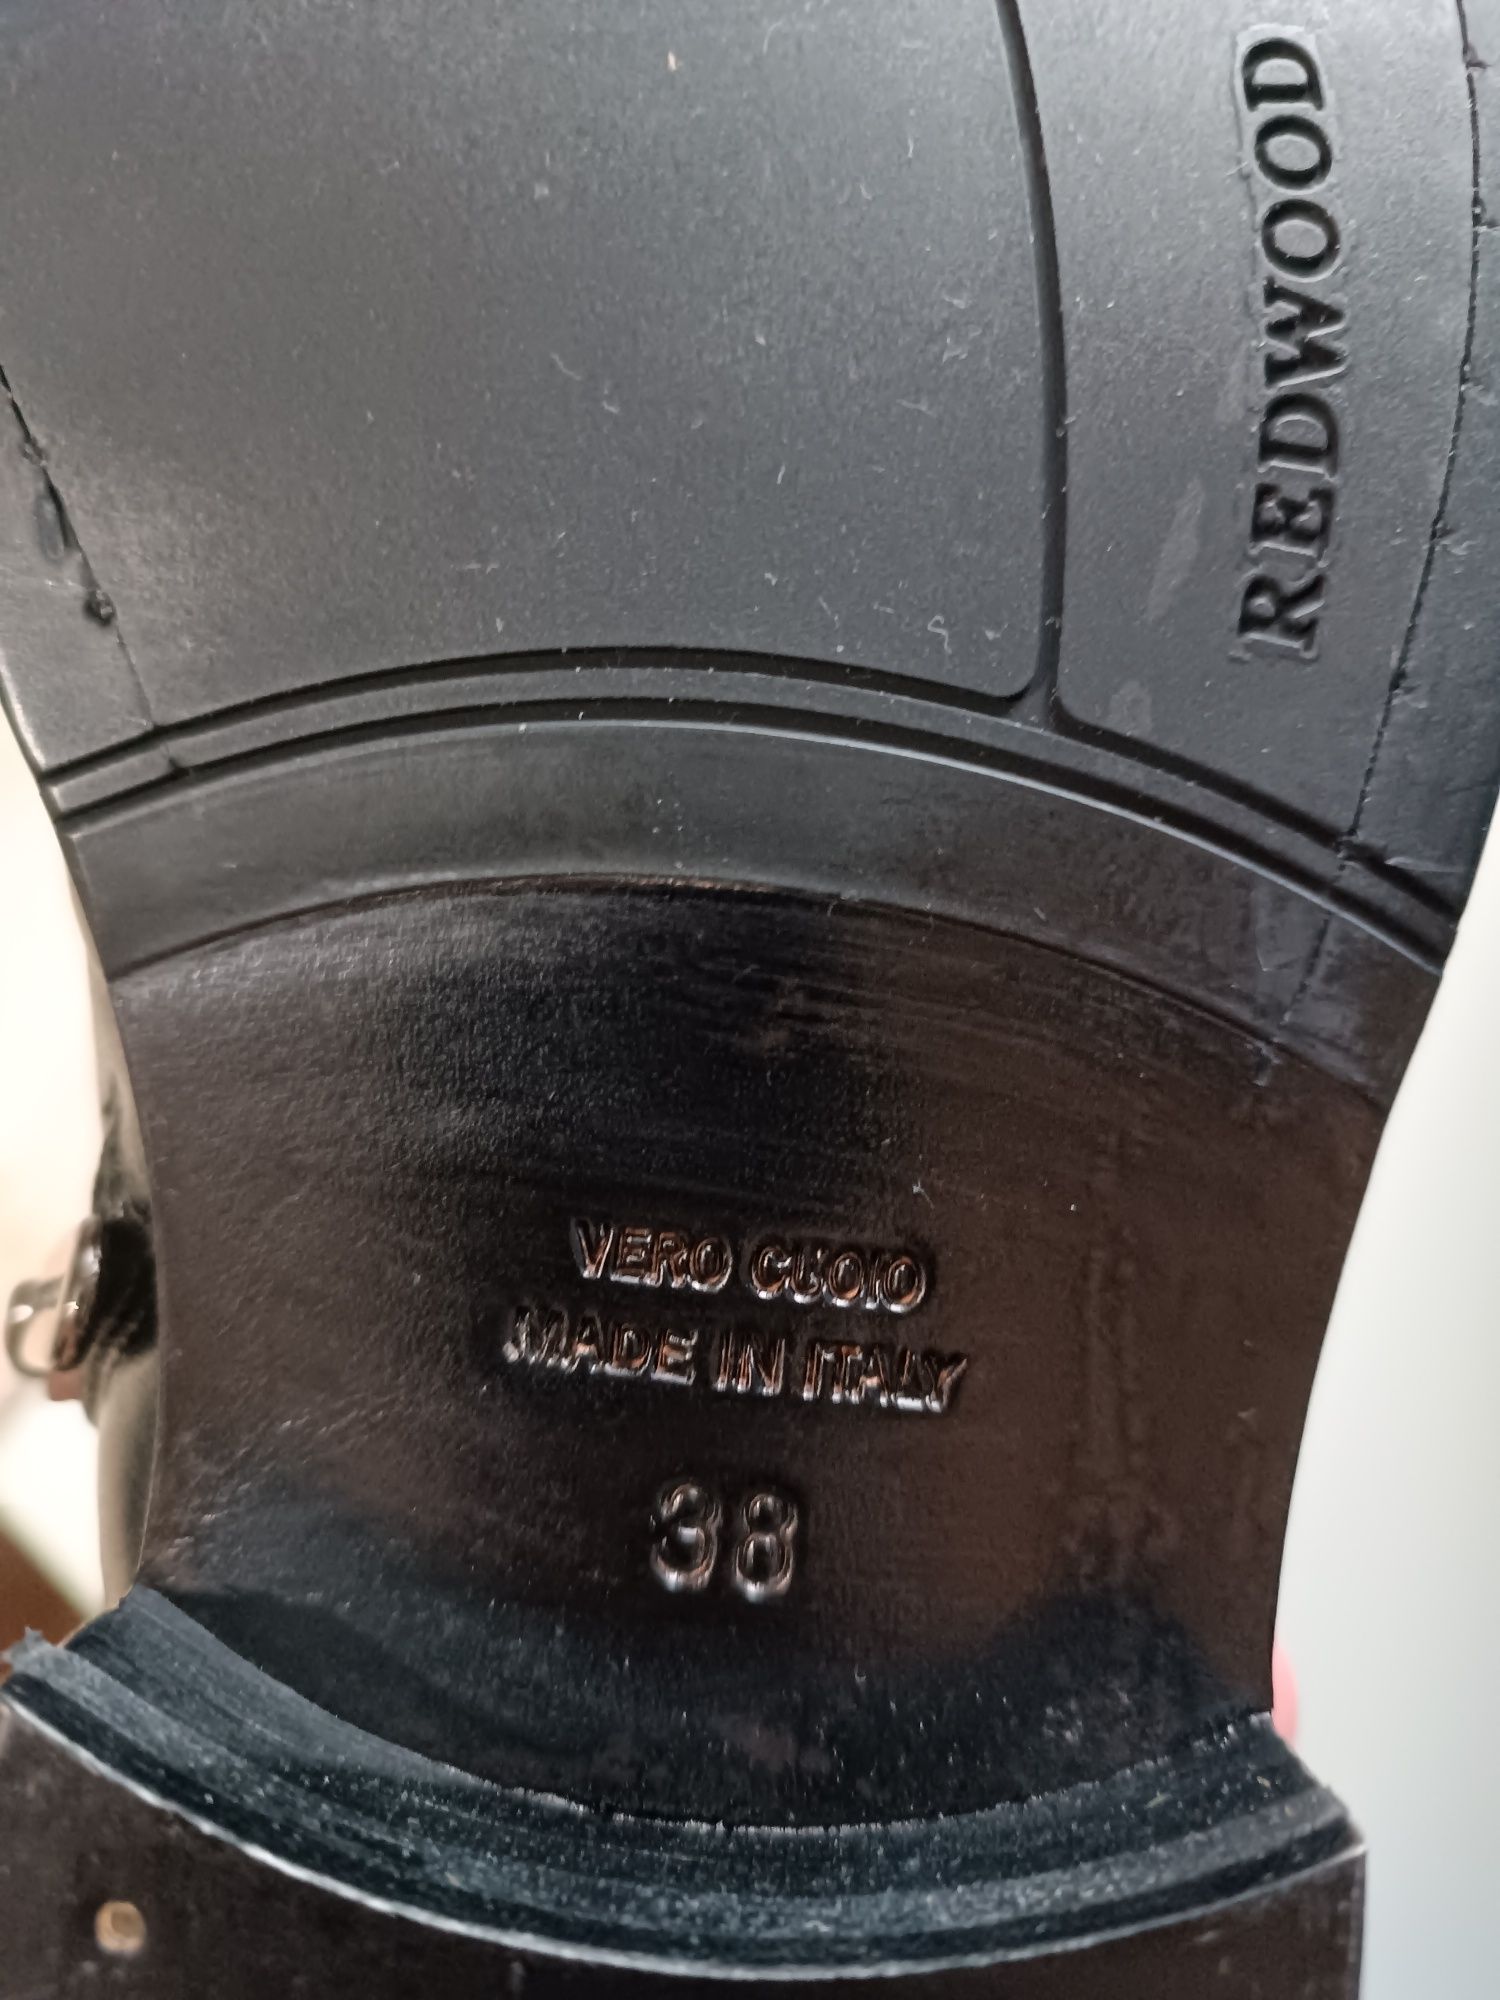 REDWOOD
VERO CUOIO
MADE IN ITALY
38